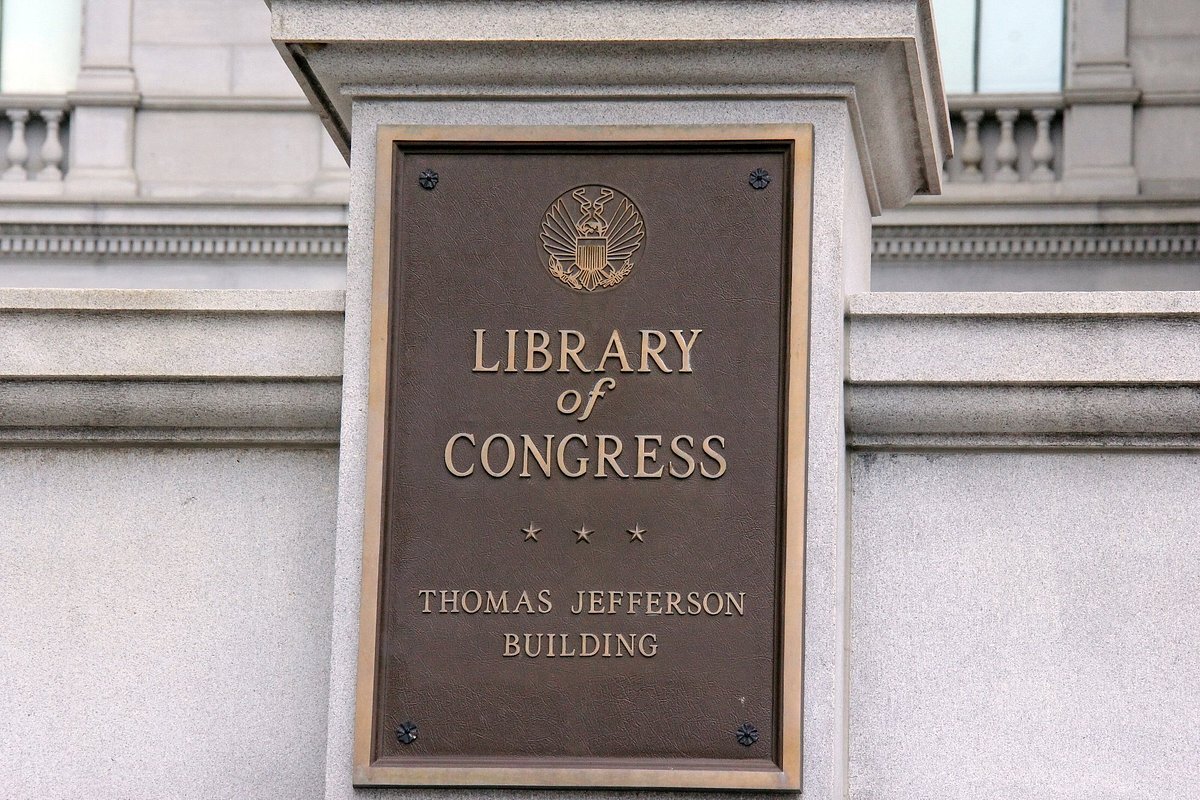 LIBRARY
of
CONGRESS
THOMAS JEFFERSON
BUILDING